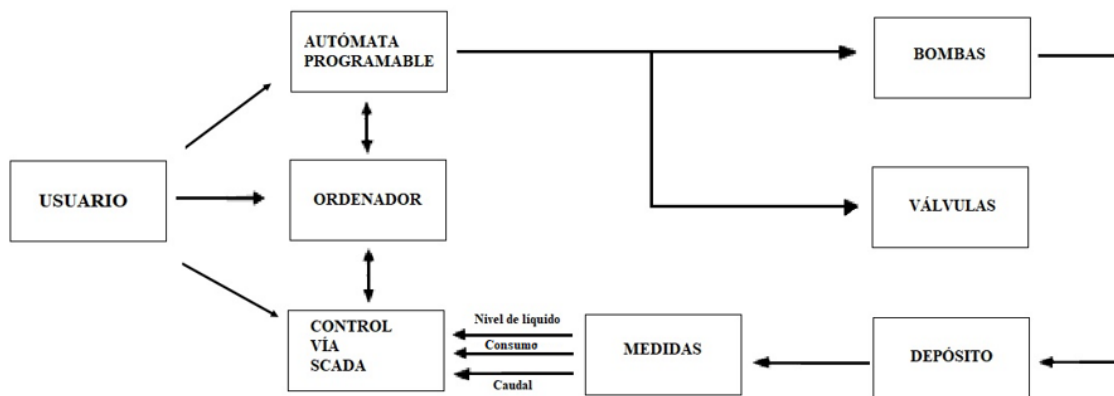 AUTÓMATA
PROGRAMABLE
BOMBAS
USUARIO
ORDENADOR
VÁLVULAS
CONTROL
VÍA
SCADA
Nivel de líquido
Consumo
Caudal
MEDIDAS
DEPÓSITO